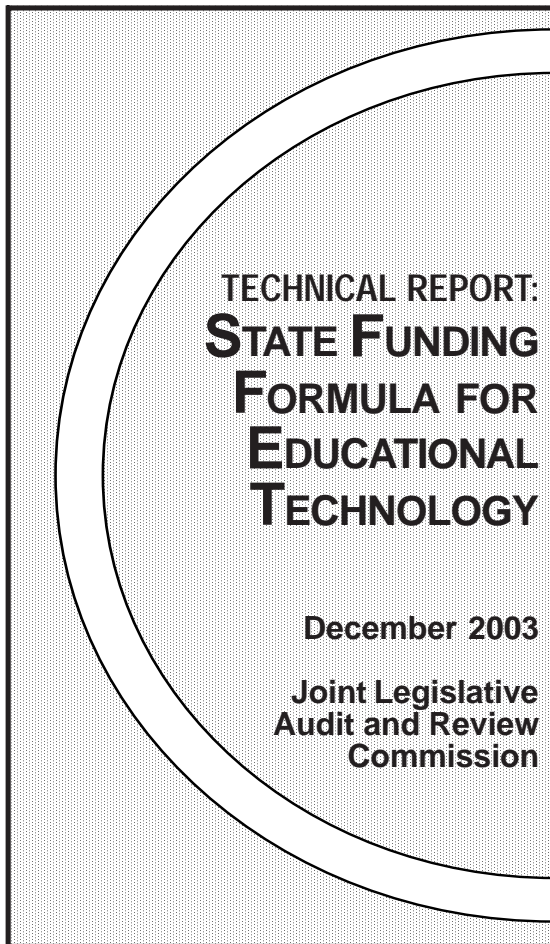 TECHNICAL REPORT:
STATE FUNDING
FORMULA FOR
EDUCATIONAL
TECHNOLOGY
December 2003
Joint Legislative
Audit and Review
Commission